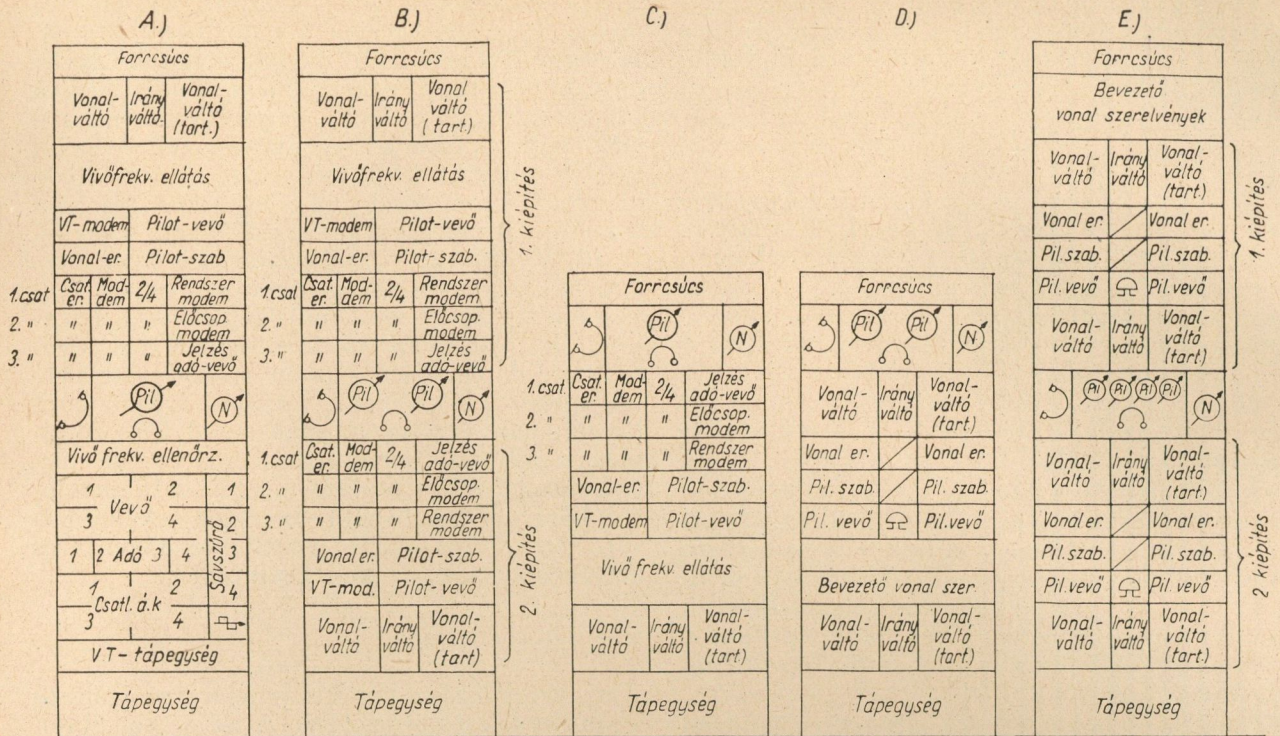 A.)
Forrcsúcs
Vonal-
váltó
Irány
váltó.
Vonal-
váltó
(tart.)
Vivőfrekv. ellátás
VT-modem Pilot-vevő
Vonal-er. Pilot-szab
1.csat Csat. er. Mod-dem 2/4 Rendszer modem
2. " " " " Előcsop. modem
3. " " " " Jelzés adó-vevő
Pil N
Vivő frekv. ellenőrz.
1 2
Vevő
3 4
1 2 Adó 3 4
1 2
Csatl. á.k
3 4
Sávszűrő
1
2
3
4
VT-tápegység
Tápegység
B.)
Forrcsúcs
Vonal-
váltó
Irány
váltó
Vonal
váltó
(tart.)
Vivőfrekv. ellátás
VT-modem Pilot-vevő
Vonal-er. Pilot-szab.
1.csat Csat. er. Mod-dem 2/4 Rendszer modem
2. " " " " Előcsop. modem
3. " " " " Jelzés adó-vevő
Pil Pil N
1.csat Csat. er. Mod-dem 2/4 Jelzés adó-vevő
2. " " " " Előcsop. modem
3. " " " " Rendszer modem
Vonal er. Pilot-szab.
VT-mod. Pilot-vevő
Vonal-
váltó
Irány
váltó
Vonal-
váltó
(tart)
Tápegység
1. kiépítés
2. kiépítés
C.)
Forrcsúcs
Pil N
1.csat Csat. er. Mod-dem 2/4 Jelzés adó-vevő
2. " " " " Előcsop. modem
3. " " " " Rendszer modem
Vonal-er. Pilot-szab.
VT-modem Pilot-vevő
Vivő frekv. ellátás
Vonal-
váltó
Irány
váltó
Vonal-
váltó
(tart.)
Tápegység
D.)
Forrcsúcs
Pil Pil N
Vonal-
váltó
Irány
váltó
Vonal-
váltó
(tart.)
Vonal er. Vonal er.
Pil. szab. Pil. szab.
Pil. vevő Pil.vevő
Bevezető vonal szer.
Vonal-
váltó
Irány
váltó
Vonal-
váltó
(tart.)
Tápegység
E.)
Forrcsúcs
Bevezető
vonal szerelvények
Vonal-
váltó
Irány
váltó
Vonal-
váltó
(tart.)
Vonal er. Vonal er.
Pil.szab. Pil.szab.
Pil.vevő Pil.vevő
Vonal-
váltó
Irány
váltó
Vonal-
váltó
(tart.)
Pil Pil Pil Pil N
Vonal-
váltó
Irány
váltó
Vonal-
váltó
(tart.)
Vonal er. Vonal er.
Pil.szab. Pil.szab.
Pil.vevő Pil.vevő
Vonal-
váltó
Irány
váltó
Vonal-
váltó
(tart.)
Tápegység
1. kiépítés
2 kiépítés